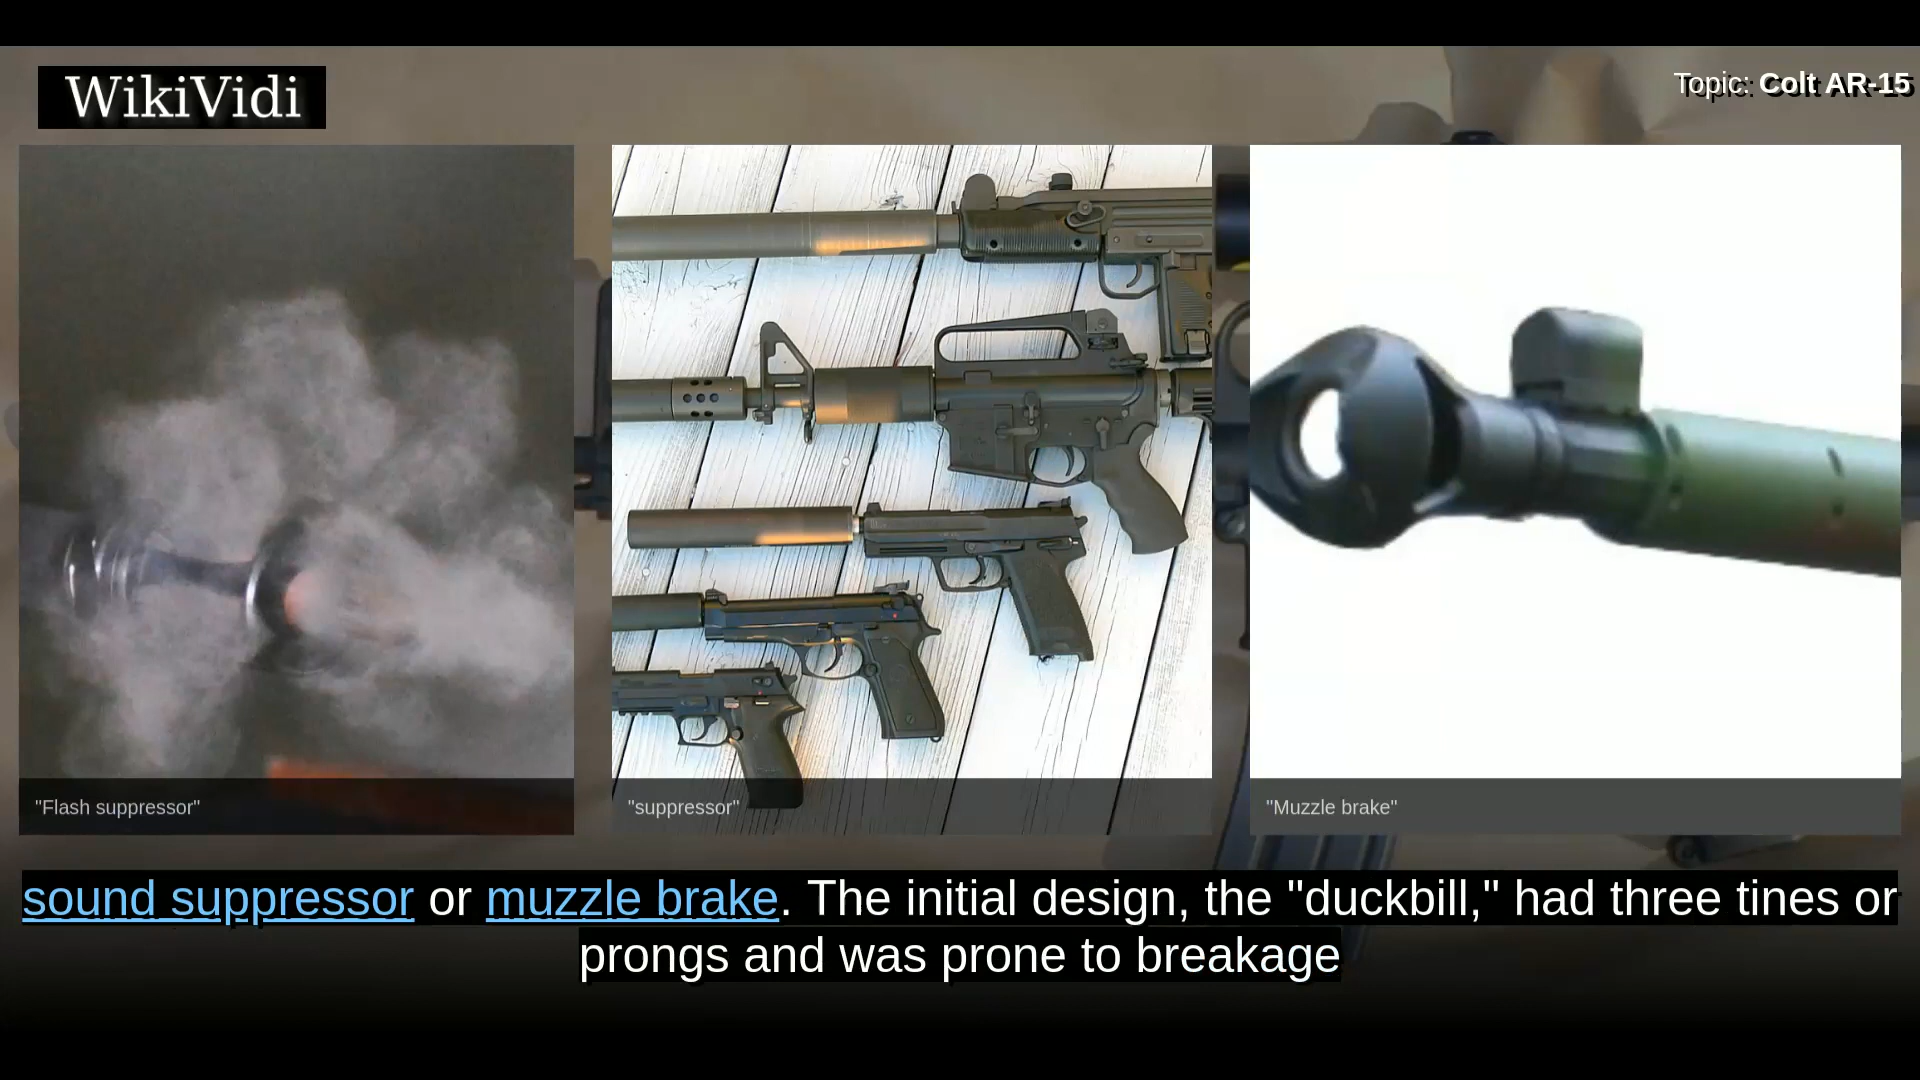 WikiVidi
Topic: Colt AR-15
"Flash suppressor"
"suppressor"
"Muzzle brake"
sound suppressor or muzzle brake. The initial design, the "duckbill," had three tines or
prongs and was prone to breakage